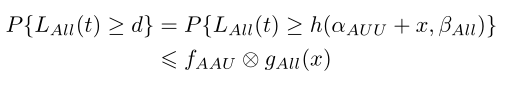 P{L_{All}(t) ≥ d} = P{L_{All}(t) ≥ h(α_{AUU} + x, β_{All})}
⩽ f_{AAU} ⊗ g_{All}(x)